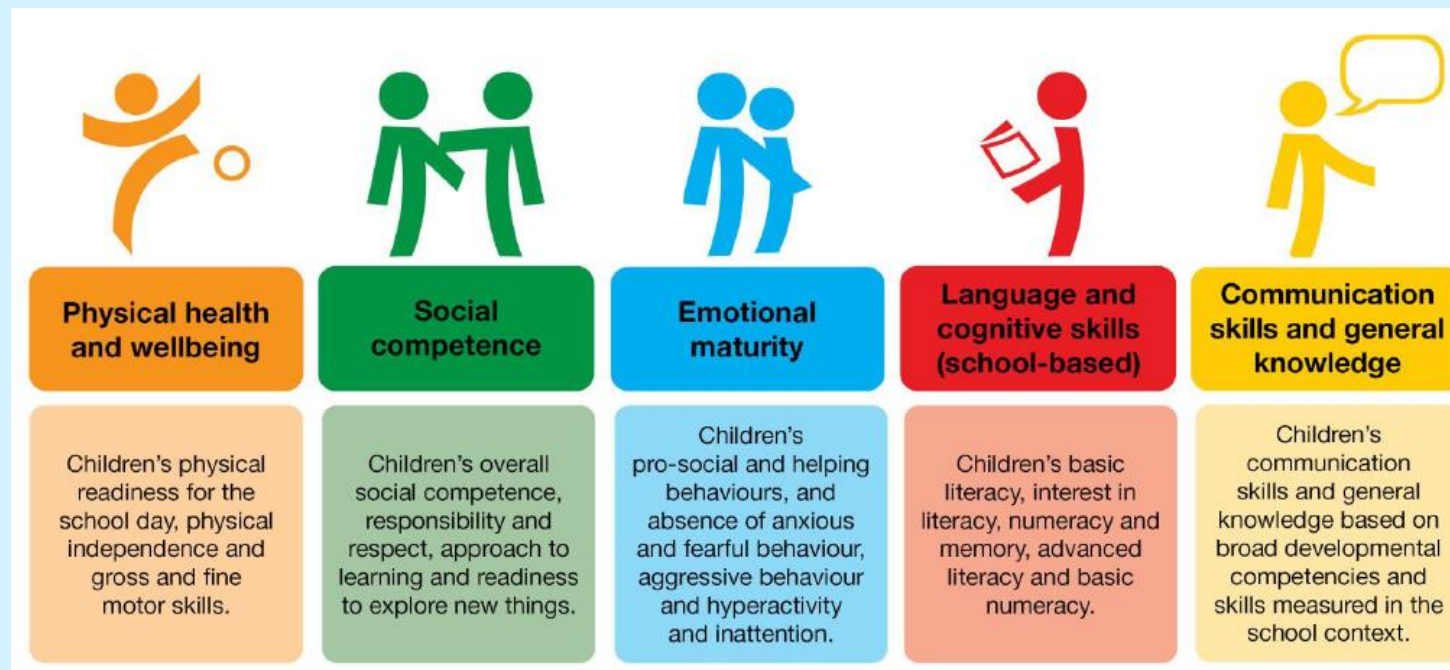 Physical health
and wellbeing
Social
competence
Emotional
maturity
Language and
cognitive skills
(school-based)
Communication
skills and general
knowledge
Children's physical
readiness for the
school day, physical
independence and
gross and fine
motor skills.
Children's overall
social competence,
responsibility and
respect, approach to
learning and readiness
to explore new things.
Children's
pro-social and helping
behaviours, and
absence of anxious
and fearful behaviour,
aggressive behaviour
and hyperactivity
and inattention.
Children's basic
literacy, interest in
literacy, numeracy and
memory, advanced
literacy and basic
numeracy.
Children's
communication
skills and general
knowledge based on
broad developmental
competencies and
skills measured in the
school context.